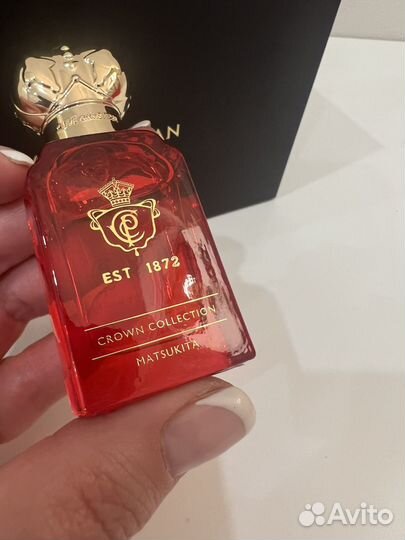 EST 1872
CROWN COLLECTION
MATSUKITA
Avito